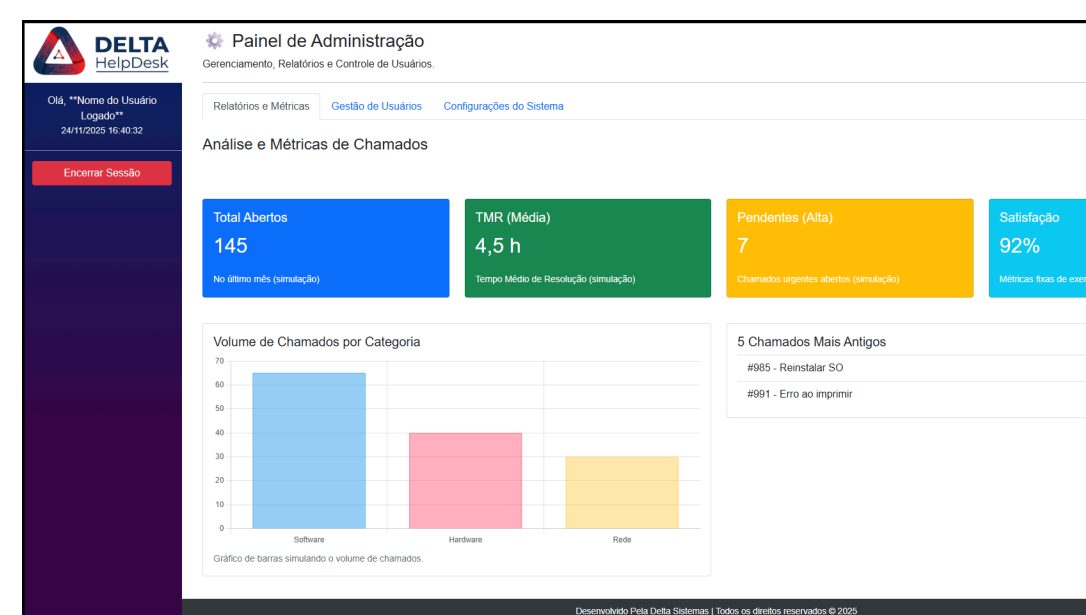 DELTA
HelpDesk
Olá, **Nome do Usuário
Logado**
24/11/2025 16:40:32
Encerrar Sessão
Painel de Administração
Gerenciamento, Relatórios e Controle de Usuários.
Relatórios e Métricas
Gestão de Usuários
Configurações do Sistema
Análise e Métricas de Chamados
Total Abertos
145
No último mês (simulação)
TMR (Média)
4,5 h
Tempo Médio de Resolução (simulação)
Pendentes (Alta)
7
Chamados urgentes abertos (simulação)
Satisfação
92%
Métricas fixas de exer
Volume de Chamados por Categoria
70
60
50
40
30
20
10
0
Software
Hardware
Rede
Gráfico de barras simulando o volume de chamados.
5 Chamados Mais Antigos
#985 - Reinstalar SO
#991 - Erro ao imprimir
Desenvolvido Pela Delta Sistemas | Todos os direitos reservados © 2025